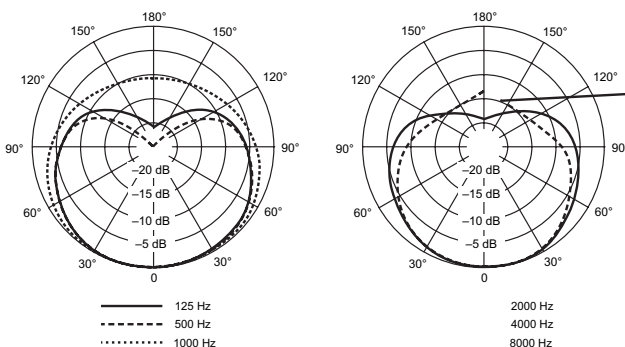 180°
150° 150°
120° 120°
90° 90°
60° 60°
30° 30°
0
–20 dB
–15 dB
–10 dB
–5 dB
125 Hz
500 Hz
1000 Hz
180°
150° 150°
120° 120°
90° 90°
60° 60°
30° 30°
0
–20 dB
–15 dB
–10 dB
–5 dB
2000 Hz
4000 Hz
8000 Hz